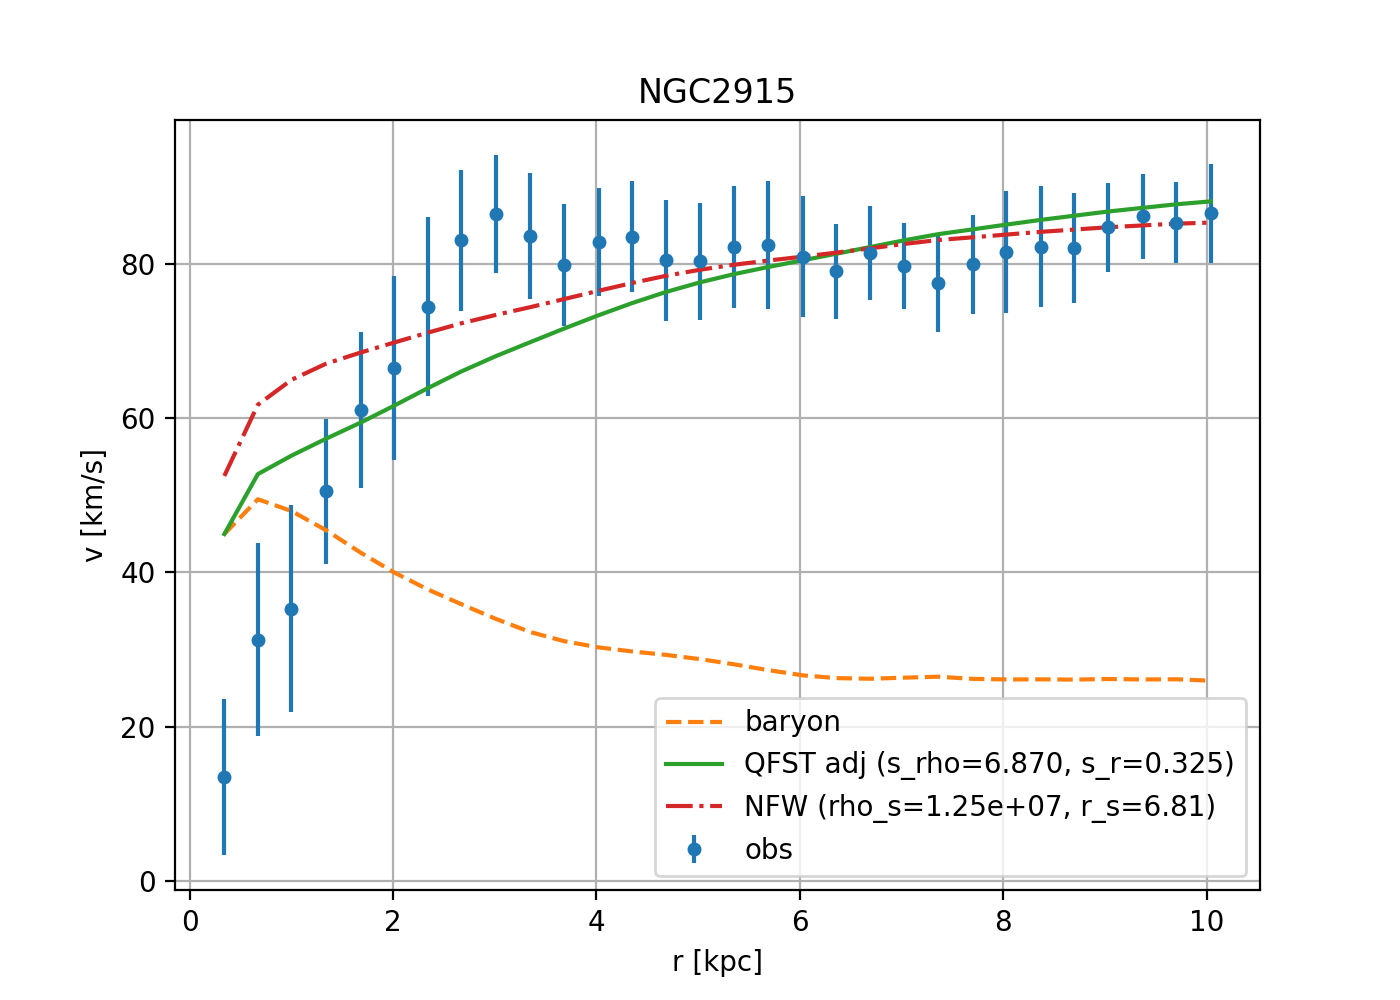 NGC2915
v [km/s]
80
60
40
20
0
baryon
QFST adj (s_rho=6.870, s_r=0.325)
NFW (rho_s=1.25e+07, r_s=6.81)
obs
0 2 4 6 8 10
r [kpc]